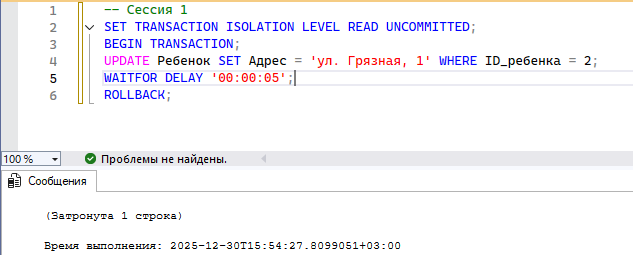 1 -- Сессия 1
2 SET TRANSACTION ISOLATION LEVEL READ UNCOMMITTED;
3 BEGIN TRANSACTION;
4 UPDATE Ребенок SET Адрес = 'ул. Грязная, 1' WHERE ID_ребенка = 2;
5 WAITFOR DELAY '00:00:05';
6 ROLLBACK;
100 % Проблемы не найдены.
Сообщения
(Затронута 1 строка)
Время выполнения: 2025-12-30T15:54:27.8099051+03:00